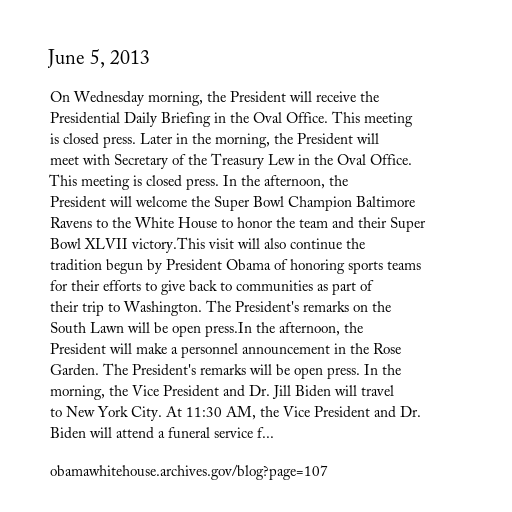 June 5, 2013
On Wednesday morning, the President will receive the
Presidential Daily Briefing in the Oval Office. This meeting
is closed press. Later in the morning, the President will
meet with Secretary of the Treasury Lew in the Oval Office.
This meeting is closed press. In the afternoon, the
President will welcome the Super Bowl Champion Baltimore
Ravens to the White House to honor the team and their Super
Bowl XLVII victory.This visit will also continue the
tradition begun by President Obama of honoring sports teams
for their efforts to give back to communities as part of
their trip to Washington. The President's remarks on the
South Lawn will be open press.In the afternoon, the
President will make a personnel announcement in the Rose
Garden. The President's remarks will be open press. In the
morning, the Vice President and Dr. Jill Biden will travel
to New York City. At 11:30 AM, the Vice President and Dr.
Biden will attend a funeral service f...
obamawhitehouse.archives.gov/blog?page=107